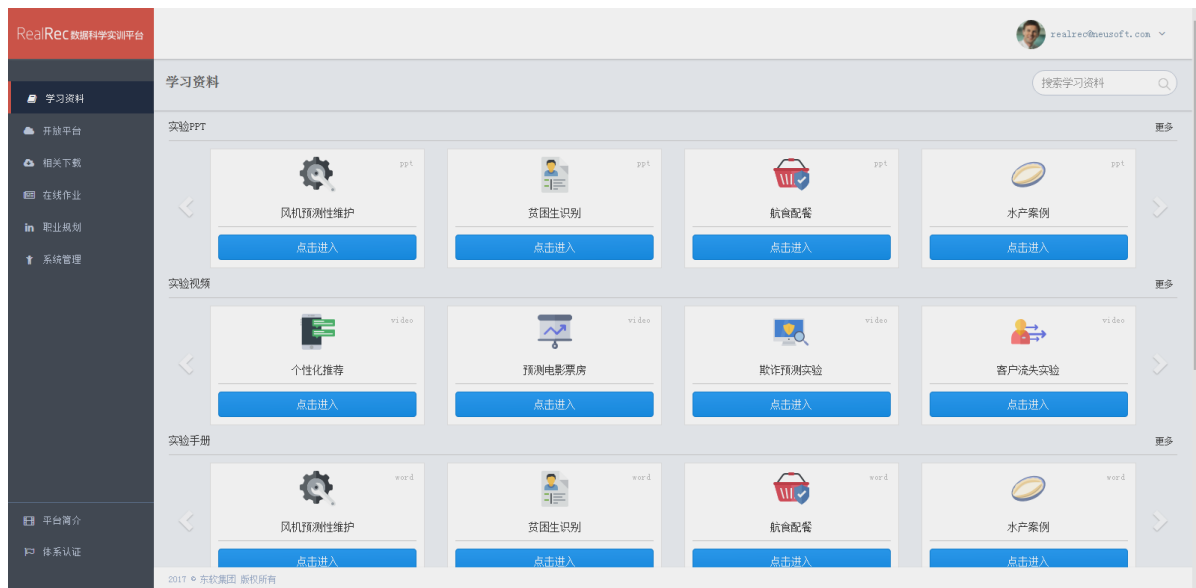 RealRec数据科学实训平台
realrec@neusoft.com
学习资料
开放平台
相关下载
在线作业
职业规划
系统管理
平台简介
体系认证
学习资料
搜索学习资料
实验PPT 更多
ppt ppt ppt ppt
风机预测性维护 贫困生识别 航食配餐 水产案例
点击进入 点击进入 点击进入 点击进入
实验视频 更多
video video video video
个性化推荐 预测电影票房 欺诈预测实验 客户流失实验
点击进入 点击进入 点击进入 点击进入
实验手册 更多
word word word word
风机预测性维护 贫困生识别 航食配餐 水产案例
点击进入 点击进入 点击进入 点击进入
2017 © 东软集团 版权所有